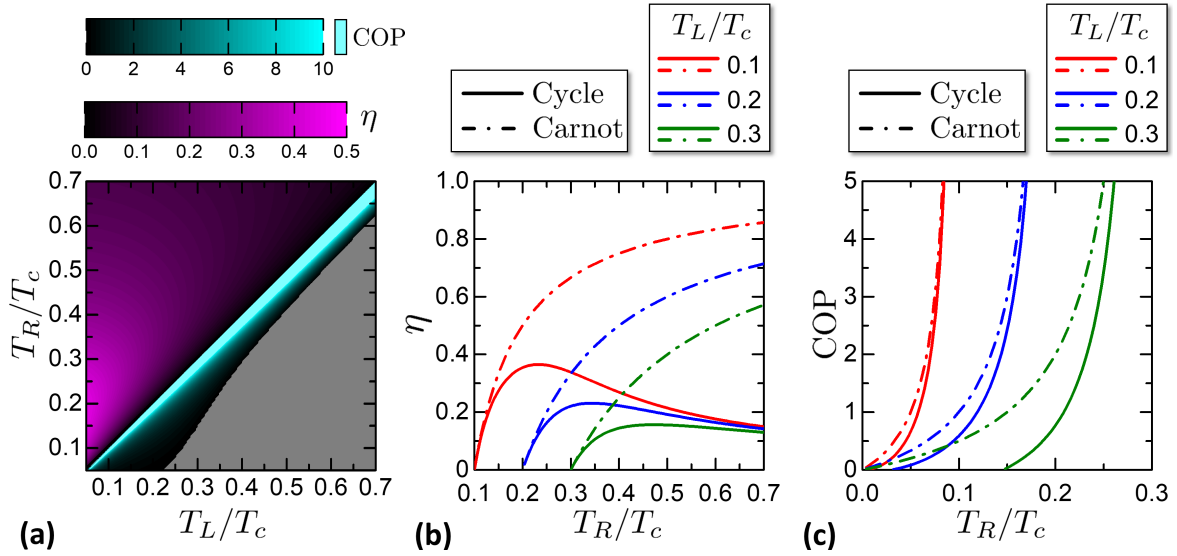 COP
0 2 4 6 8 10
η
0.0 0.1 0.2 0.3 0.4 0.5
T_R/T_c
0.7
0.6
0.5
0.4
0.3
0.2
0.1
0.1 0.2 0.3 0.4 0.5 0.6 0.7
T_L/T_c
(a)
Cycle
Carnot
T_L/T_c
0.1
0.2
0.3
η
1.0
0.8
0.6
0.4
0.2
0
0.1 0.2 0.3 0.4 0.5 0.6 0.7
T_R/T_c
(b)
Cycle
Carnot
T_L/T_c
0.1
0.2
0.3
COP
5
4
3
2
1
0
0.0 0.1 0.2 0.3
T_R/T_c
(c)